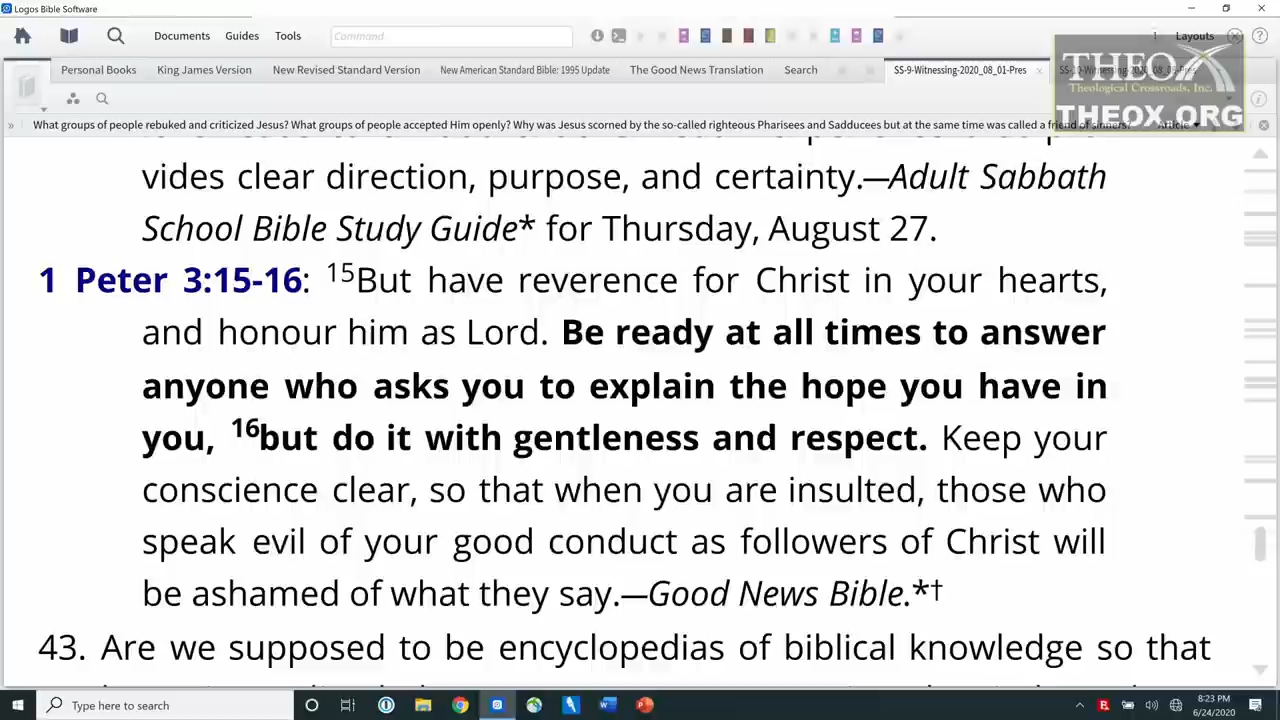 Logos Bible Software
Documents Guides Tools Command Layouts
Personal Books King James Version New Revised Stan New American Standard Bible: 1995 Update The Good News Translation Search SS-9-Witnessing-2020_08_01-Pres
THEOX
Theological Crossroads, Inc.
THEOX.ORG
What groups of people rebuked and criticized Jesus? What groups of people accepted Him openly? Why was Jesus scorned by the so-called righteous Pharisees and Sadducees but at the same time was called a friend of sinners? Article
vides clear direction, purpose, and certainty.—Adult Sabbath
School Bible Study Guide* for Thursday, August 27.
1 Peter 3:15-16: 15But have reverence for Christ in your hearts,
and honour him as Lord. Be ready at all times to answer
anyone who asks you to explain the hope you have in
you, 16but do it with gentleness and respect. Keep your
conscience clear, so that when you are insulted, those who
speak evil of your good conduct as followers of Christ will
be ashamed of what they say.—Good News Bible.*†
43. Are we supposed to be encyclopedias of biblical knowledge so that
Type here to search
8:23 PM
6/24/2020